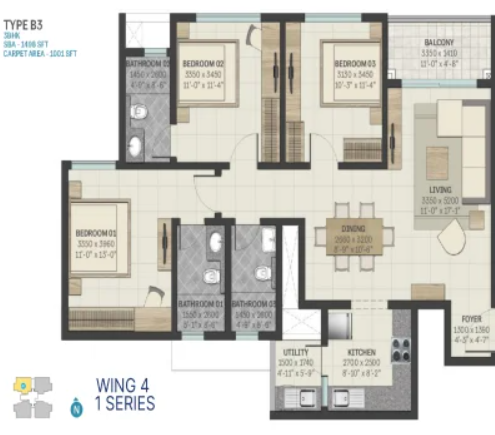 TYPE B3
3BHK
SBA - 1496 SFT
CARPET AREA - 1001 SFT
BALCONY
3350 x 1410
11'-0" x 4'-8"
BATHROOM 02
1450 x 2600
4'-9" x 8'-6"
BEDROOM 02
3350 x 3450
11'-0" x 11'-4"
BEDROOM 03
3130 x 3450
10'-3" x 11'-4"
LIVING
3350 x 5200
11'-0" x 17'-1"
BEDROOM 01
3350 x 3960
11'-0" x 13'-0"
DINING
2660 x 3200
8'-9" x 10'-6"
BATHROOM 01
1550 x 2600
5'-1" x 8'-6"
BATHROOM 03
1450 x 2600
4'-9" x 8'-6"
FOYER
1300 x 1390
4'-3" x 4'-7"
UTILITY
1500 x 1740
4'-11" x 5'-9"
KITCHEN
2700 x 2500
8'-10" x 8'-2"
WING 4
1 SERIES
N